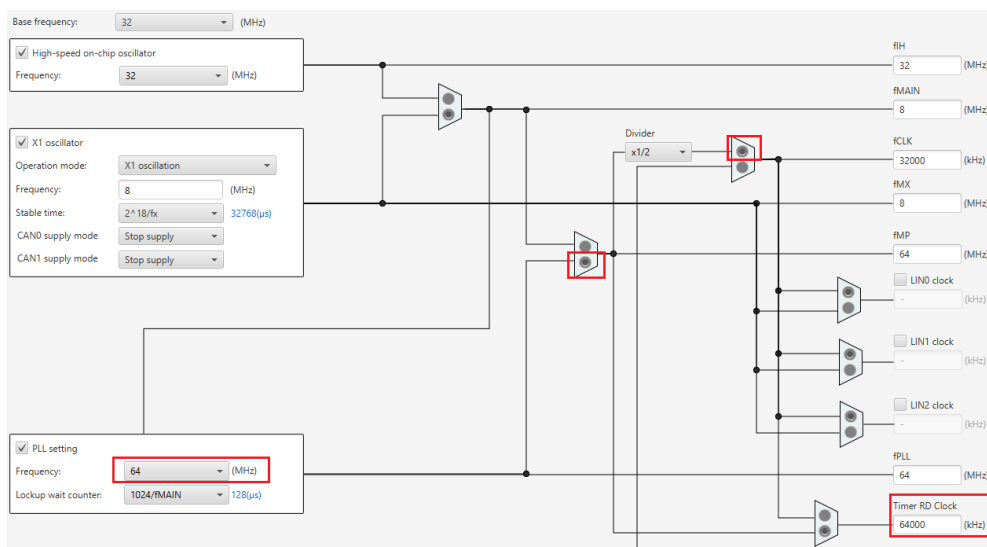 Base frequency: 32 (MHz)
High-speed on-chip oscillator
Frequency: 32 (MHz)
X1 oscillator
Operation mode: X1 oscillation
Frequency: 8 (MHz)
Stable time: 2^18/fx 32768(µs)
CAN0 supply mode Stop supply
CAN1 supply mode Stop supply
PLL setting
Frequency: 64 (MHz)
Lockup wait counter: 1024/fMAIN 128(µs)
Divider
x1/2
fIH
32 (MHz)
fMAIN
8 (MHz)
fCLK
32000 (kHz)
fMX
8 (MHz)
fMP
64 (MHz)
LIN0 clock
- (kHz)
LIN1 clock
- (kHz)
LIN2 clock
- (kHz)
fPLL
64 (MHz)
Timer RD Clock
64000 (kHz)